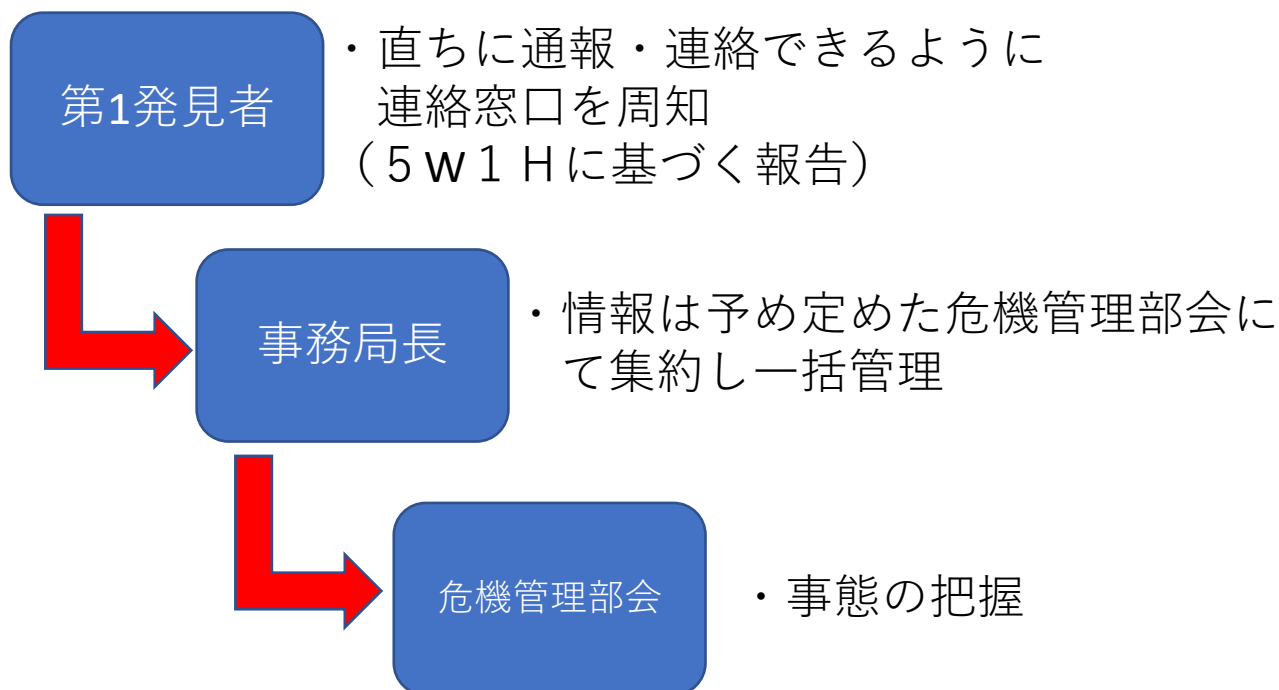 第1発見者
・直ちに通報・連絡できるように
連絡窓口を周知
（５W１Ｈに基づく報告）
事務局長
・情報は予め定めた危機管理部会に
て集約し一括管理
危機管理部会
・事態の把握